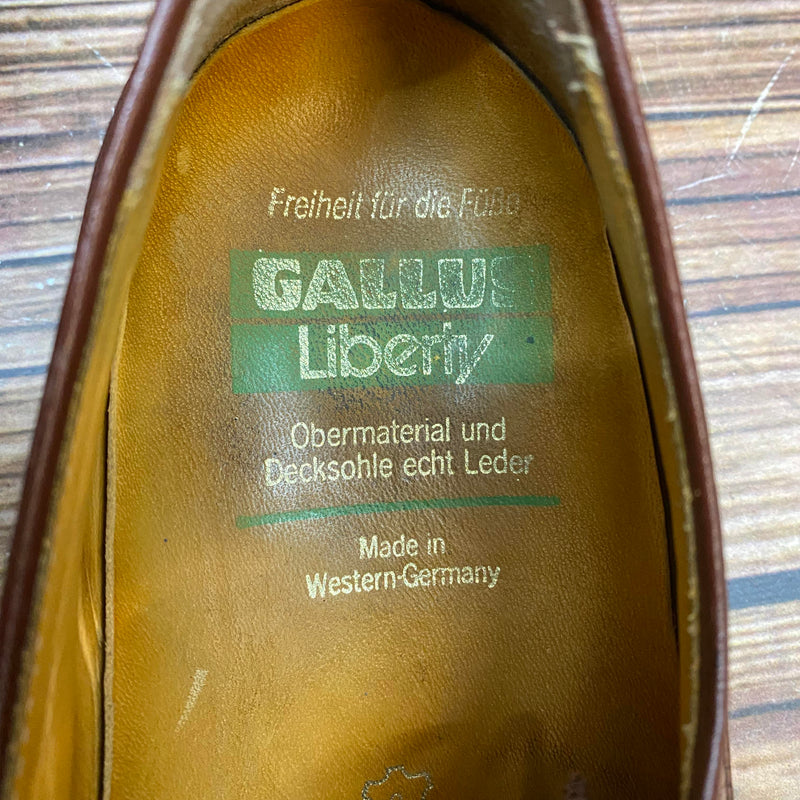 Freiheit für die Füße
GALLUS
Liberty
Obermaterial und
Decksohle echt Leder
Made in
Western-Germany